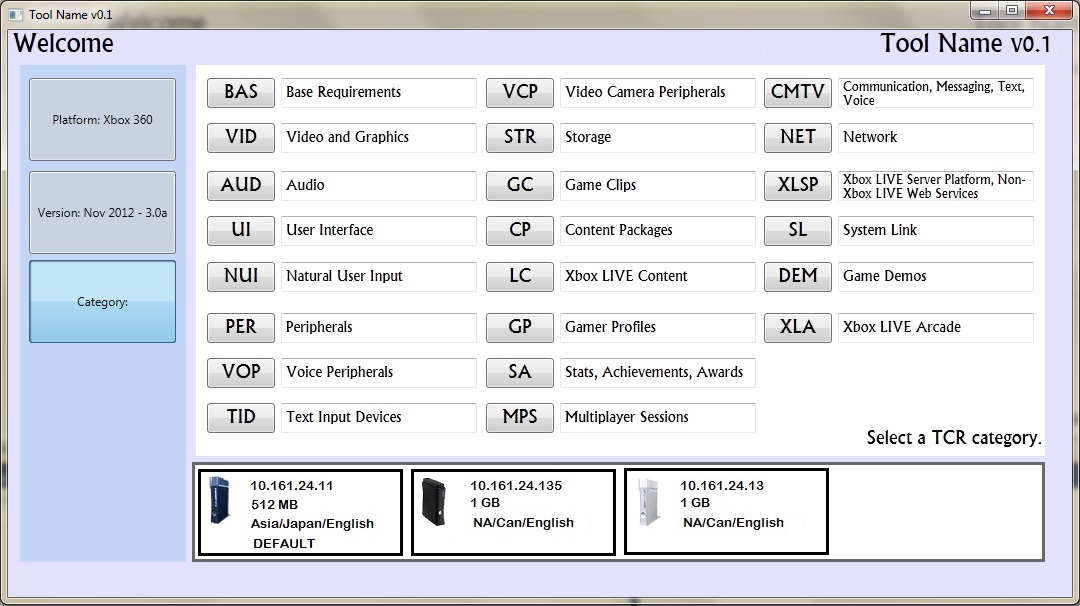 Tool Name v0.1
Welcome
Tool Name v0.1
Platform: Xbox 360
Version: Nov 2012 - 3.0a
Category:
BAS Base Requirements
VCP Video Camera Peripherals
CMTV Communication, Messaging, Text,
Voice
VID Video and Graphics
STR Storage
NET Network
AUD Audio
GC Game Clips
XLSP Xbox LIVE Server Platform, Non-
Xbox LIVE Web Services
UI User Interface
CP Content Packages
SL System Link
NUI Natural User Input
LC Xbox LIVE Content
DEM Game Demos
PER Peripherals
GP Gamer Profiles
XLA Xbox LIVE Arcade
VOP Voice Peripherals
SA Stats, Achievements, Awards
TID Text Input Devices
MPS Multiplayer Sessions
Select a TCR category.
10.161.24.11
512 MB
Asia/Japan/English
DEFAULT
10.161.24.135
1 GB
NA/Can/English
10.161.24.13
1 GB
NA/Can/English